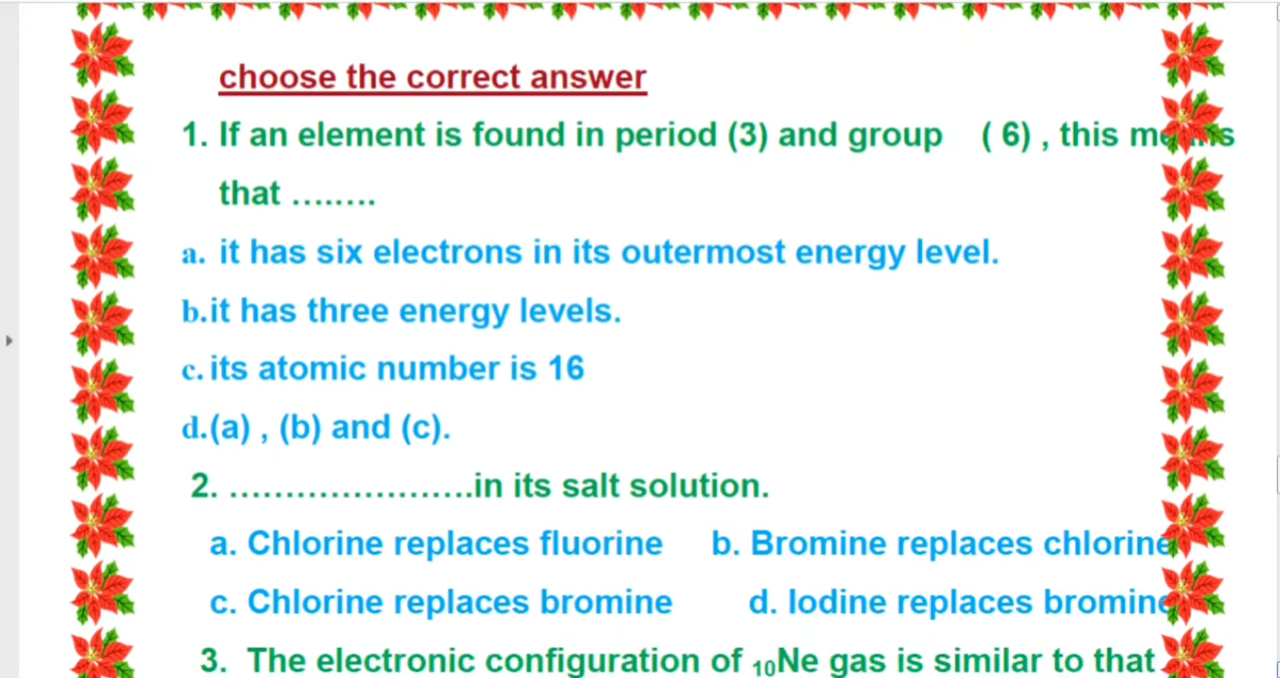 choose the correct answer
1. If an element is found in period (3) and group ( 6) , this means
that ........
a. it has six electrons in its outermost energy level.
b.it has three energy levels.
c. its atomic number is 16
d.(a) , (b) and (c).
2. ......................in its salt solution.
a. Chlorine replaces fluorine b. Bromine replaces chlorine
c. Chlorine replaces bromine d. Iodine replaces bromine
3. The electronic configuration of ₁₀Ne gas is similar to that